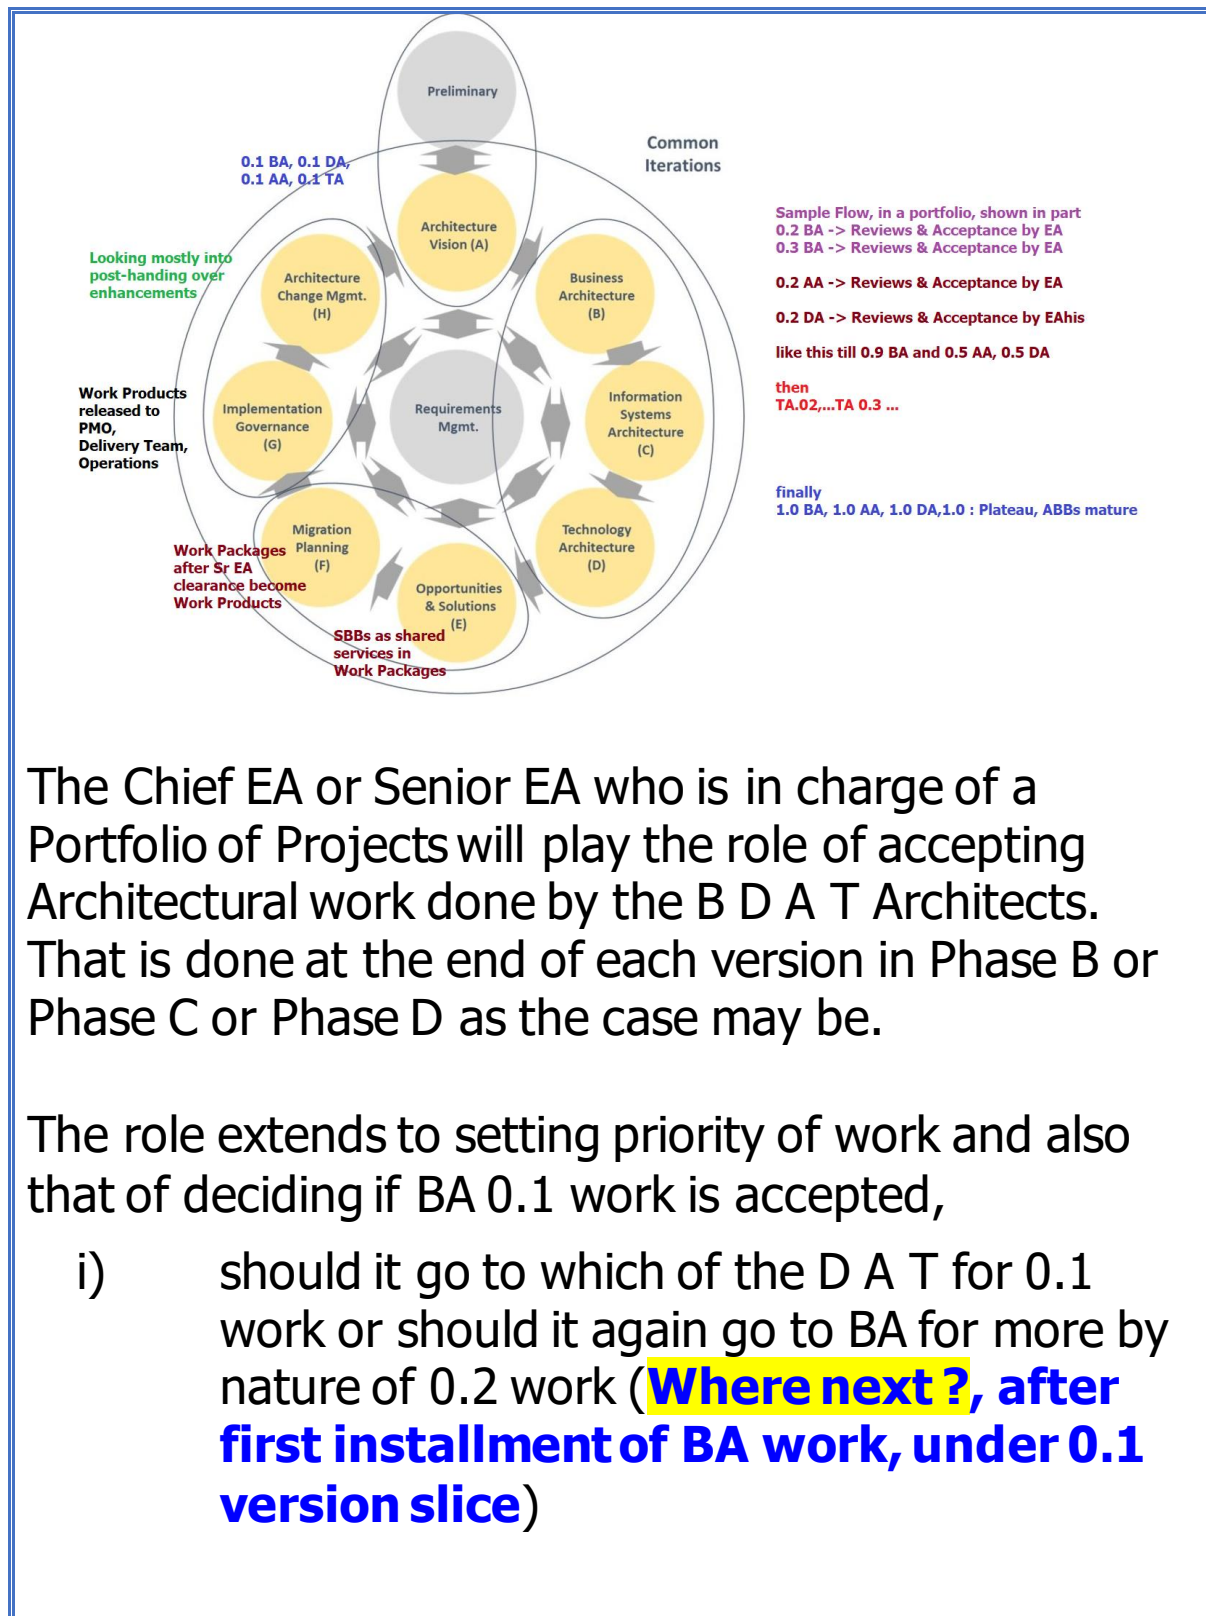 Preliminary
Common
Iterations
0.1 BA, 0.1 DA,
0.1 AA, 0.1 TA
Architecture
Vision (A)
Sample Flow, in a portfolio, shown in part
0.2 BA -> Reviews & Acceptance by EA
0.3 BA -> Reviews & Acceptance by EA
0.2 AA -> Reviews & Acceptance by EA
0.2 DA -> Reviews & Acceptance by EAhis
like this till 0.9 BA and 0.5 AA, 0.5 DA
then
TA.02,...TA 0.3 ...
finally
1.0 BA, 1.0 AA, 1.0 DA,1.0 : Plateau, ABBs mature
Looking mostly into
post-handing over
enhancements
Architecture
Change Mgmt.
(H)
Business
Architecture
(B)
Work Products
released to
PMO,
Delivery Team,
Operations
Implementation
Governance
(G)
Requirements
Mgmt.
Information
Systems
Architecture
(C)
Migration
Planning
(F)
Technology
Architecture
(D)
Work Packages
after Sr EA
clearance become
Work Products
Opportunities
& Solutions
(E)
SBBs as shared
services in
Work Packages
The Chief EA or Senior EA who is in charge of a
Portfolio of Projects will play the role of accepting
Architectural work done by the B D A T Architects.
That is done at the end of each version in Phase B or
Phase C or Phase D as the case may be.
The role extends to setting priority of work and also
that of deciding if BA 0.1 work is accepted,
i) should it go to which of the D A T for 0.1
work or should it again go to BA for more by
nature of 0.2 work (Where next ?, after
first installment of BA work, under 0.1
version slice)